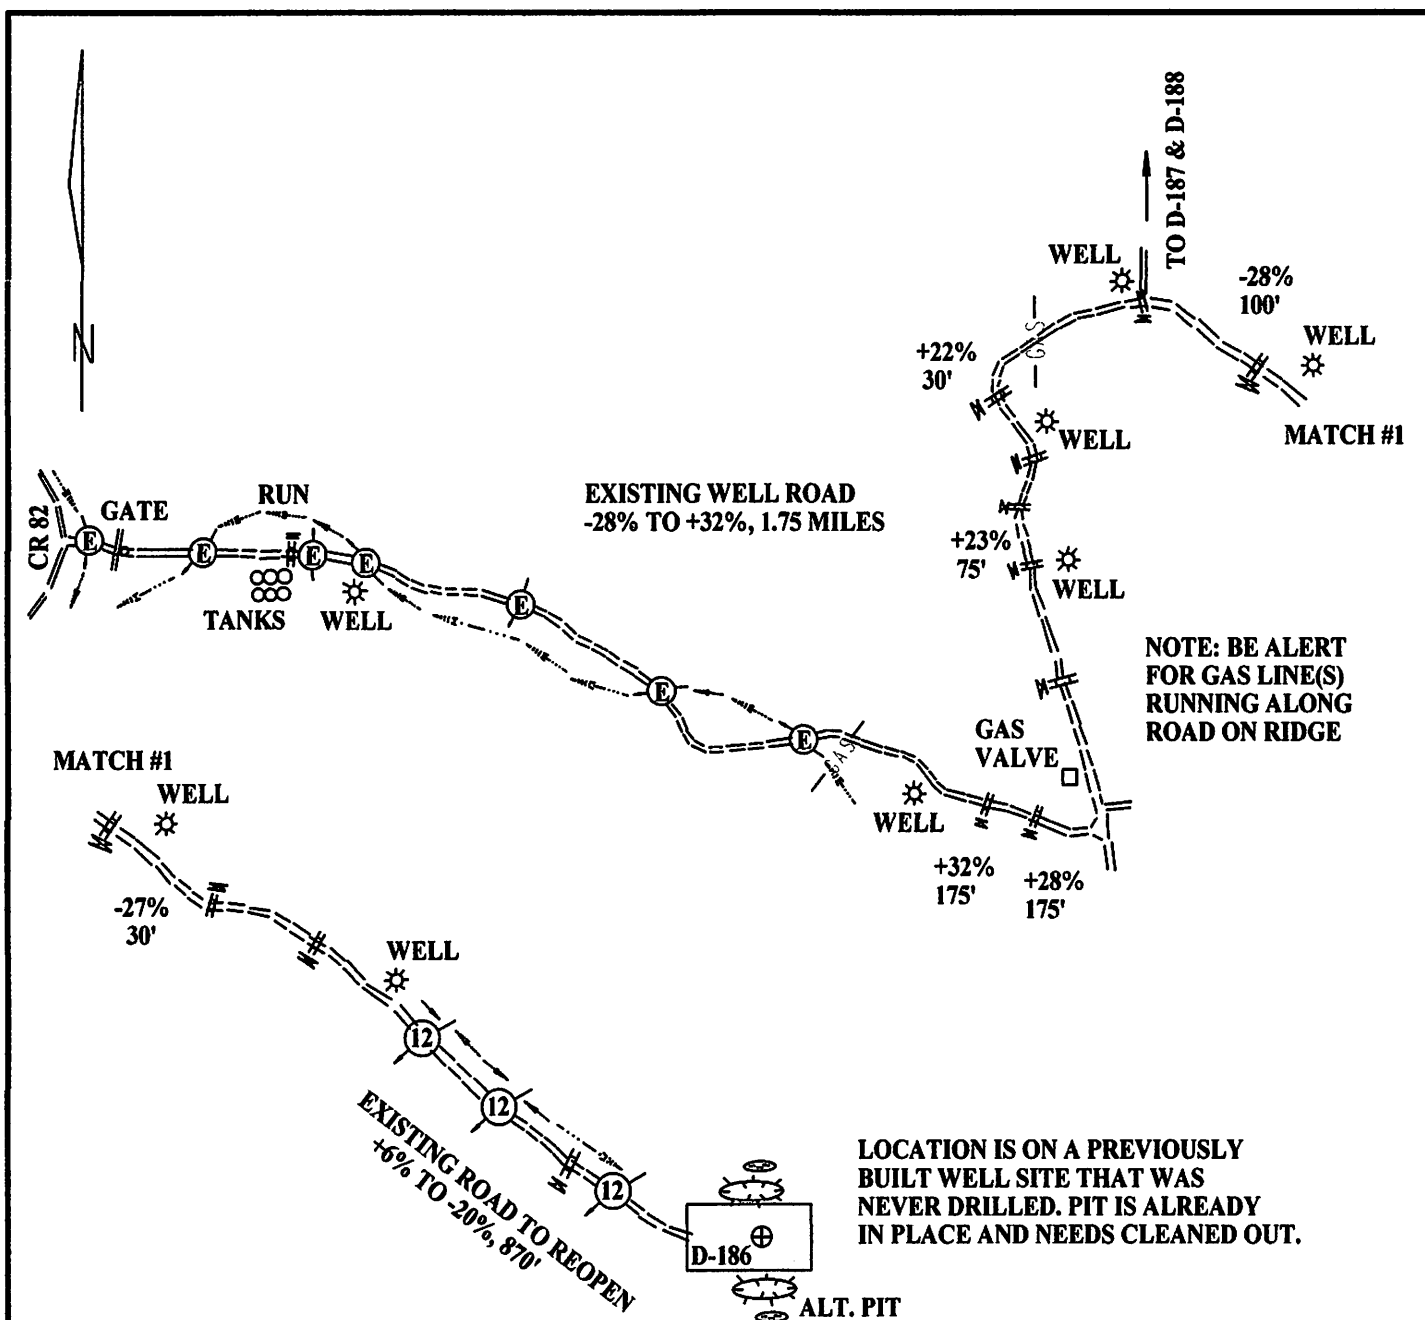 N
TO D-187 & D-188
WELL
-28%
100'
WELL
MATCH #1
GAS
+22%
30'
WELL
CR 82
GATE
E
E
RUN
E
E
TANKS
WELL
E
EXISTING WELL ROAD
-28% TO +32%, 1.75 MILES
+23%
75'
WELL
NOTE: BE ALERT
FOR GAS LINE(S)
RUNNING ALONG
ROAD ON RIDGE
E
E
GAS
GAS
VALVE
WELL
+32%
175'
+28%
175'
MATCH #1
WELL
-27%
30'
WELL
12
12
12
EXISTING ROAD TO REOPEN
+6% TO -20%, 870'
D-186
ALT. PIT
LOCATION IS ON A PREVIOUSLY
BUILT WELL SITE THAT WAS
NEVER DRILLED. PIT IS ALREADY
IN PLACE AND NEEDS CLEANED OUT.